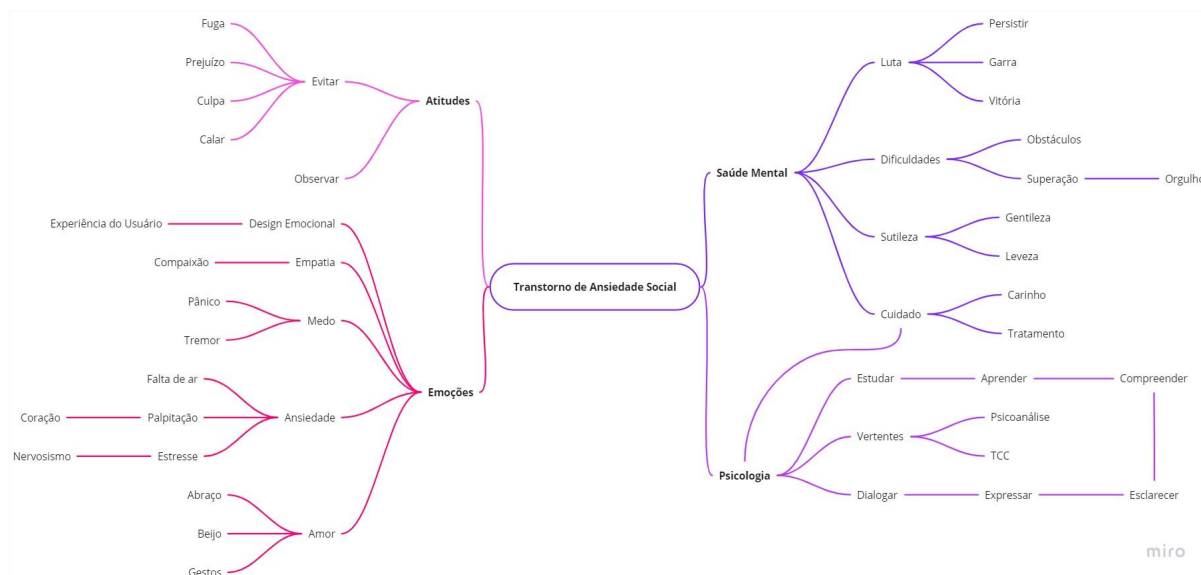 Fuga
Prejuízo
Culpa
Calar
Evitar
Observar
Atitudes
Experiência do Usuário
Design Emocional
Compaixão
Empatia
Pânico
Tremor
Medo
Falta de ar
Coração
Palpitação
Nervosismo
Estresse
Ansiedade
Abraço
Beijo
Gestos
Amor
Emoções
Transtorno de Ansiedade Social
Saúde Mental
Luta
Persistir
Garra
Vitória
Dificuldades
Obstáculos
Superação
Orgulho
Sutileza
Gentileza
Leveza
Cuidado
Carinho
Tratamento
Psicologia
Estudar
Aprender
Compreender
Vertentes
Psicoanálise
TCC
Dialogar
Expressar
Esclarecer
miro